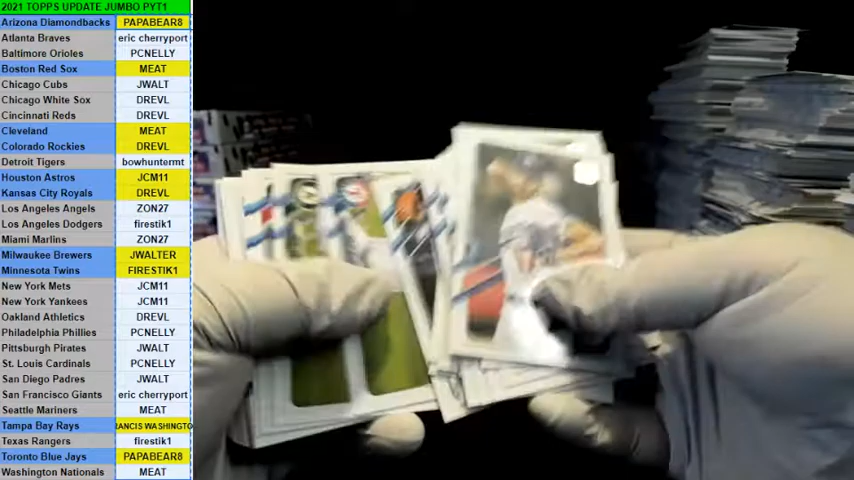 2021 TOPPS UPDATE JUMBO PYT1
Arizona Diamondbacks PAPABEAR8
Atlanta Braves eric cherryport
Baltimore Orioles PCNELLY
Boston Red Sox MEAT
Chicago Cubs JWALT
Chicago White Sox DREVL
Cincinnati Reds DREVL
Cleveland MEAT
Colorado Rockies DREVL
Detroit Tigers bowhuntermt
Houston Astros JCM11
Kansas City Royals DREVL
Los Angeles Angels ZON27
Los Angeles Dodgers firestik1
Miami Marlins ZON27
Milwaukee Brewers JWALTER
Minnesota Twins FIRESTIK1
New York Mets JCM11
New York Yankees JCM11
Oakland Athletics DREVL
Philadelphia Phillies PCNELLY
Pittsburgh Pirates JWALT
St. Louis Cardinals PCNELLY
San Diego Padres JWALT
San Francisco Giants eric cherryport
Seattle Mariners MEAT
Tampa Bay Rays RANCIS WASHINGTO
Texas Rangers firestik1
Toronto Blue Jays PAPABEAR8
Washington Nationals MEAT